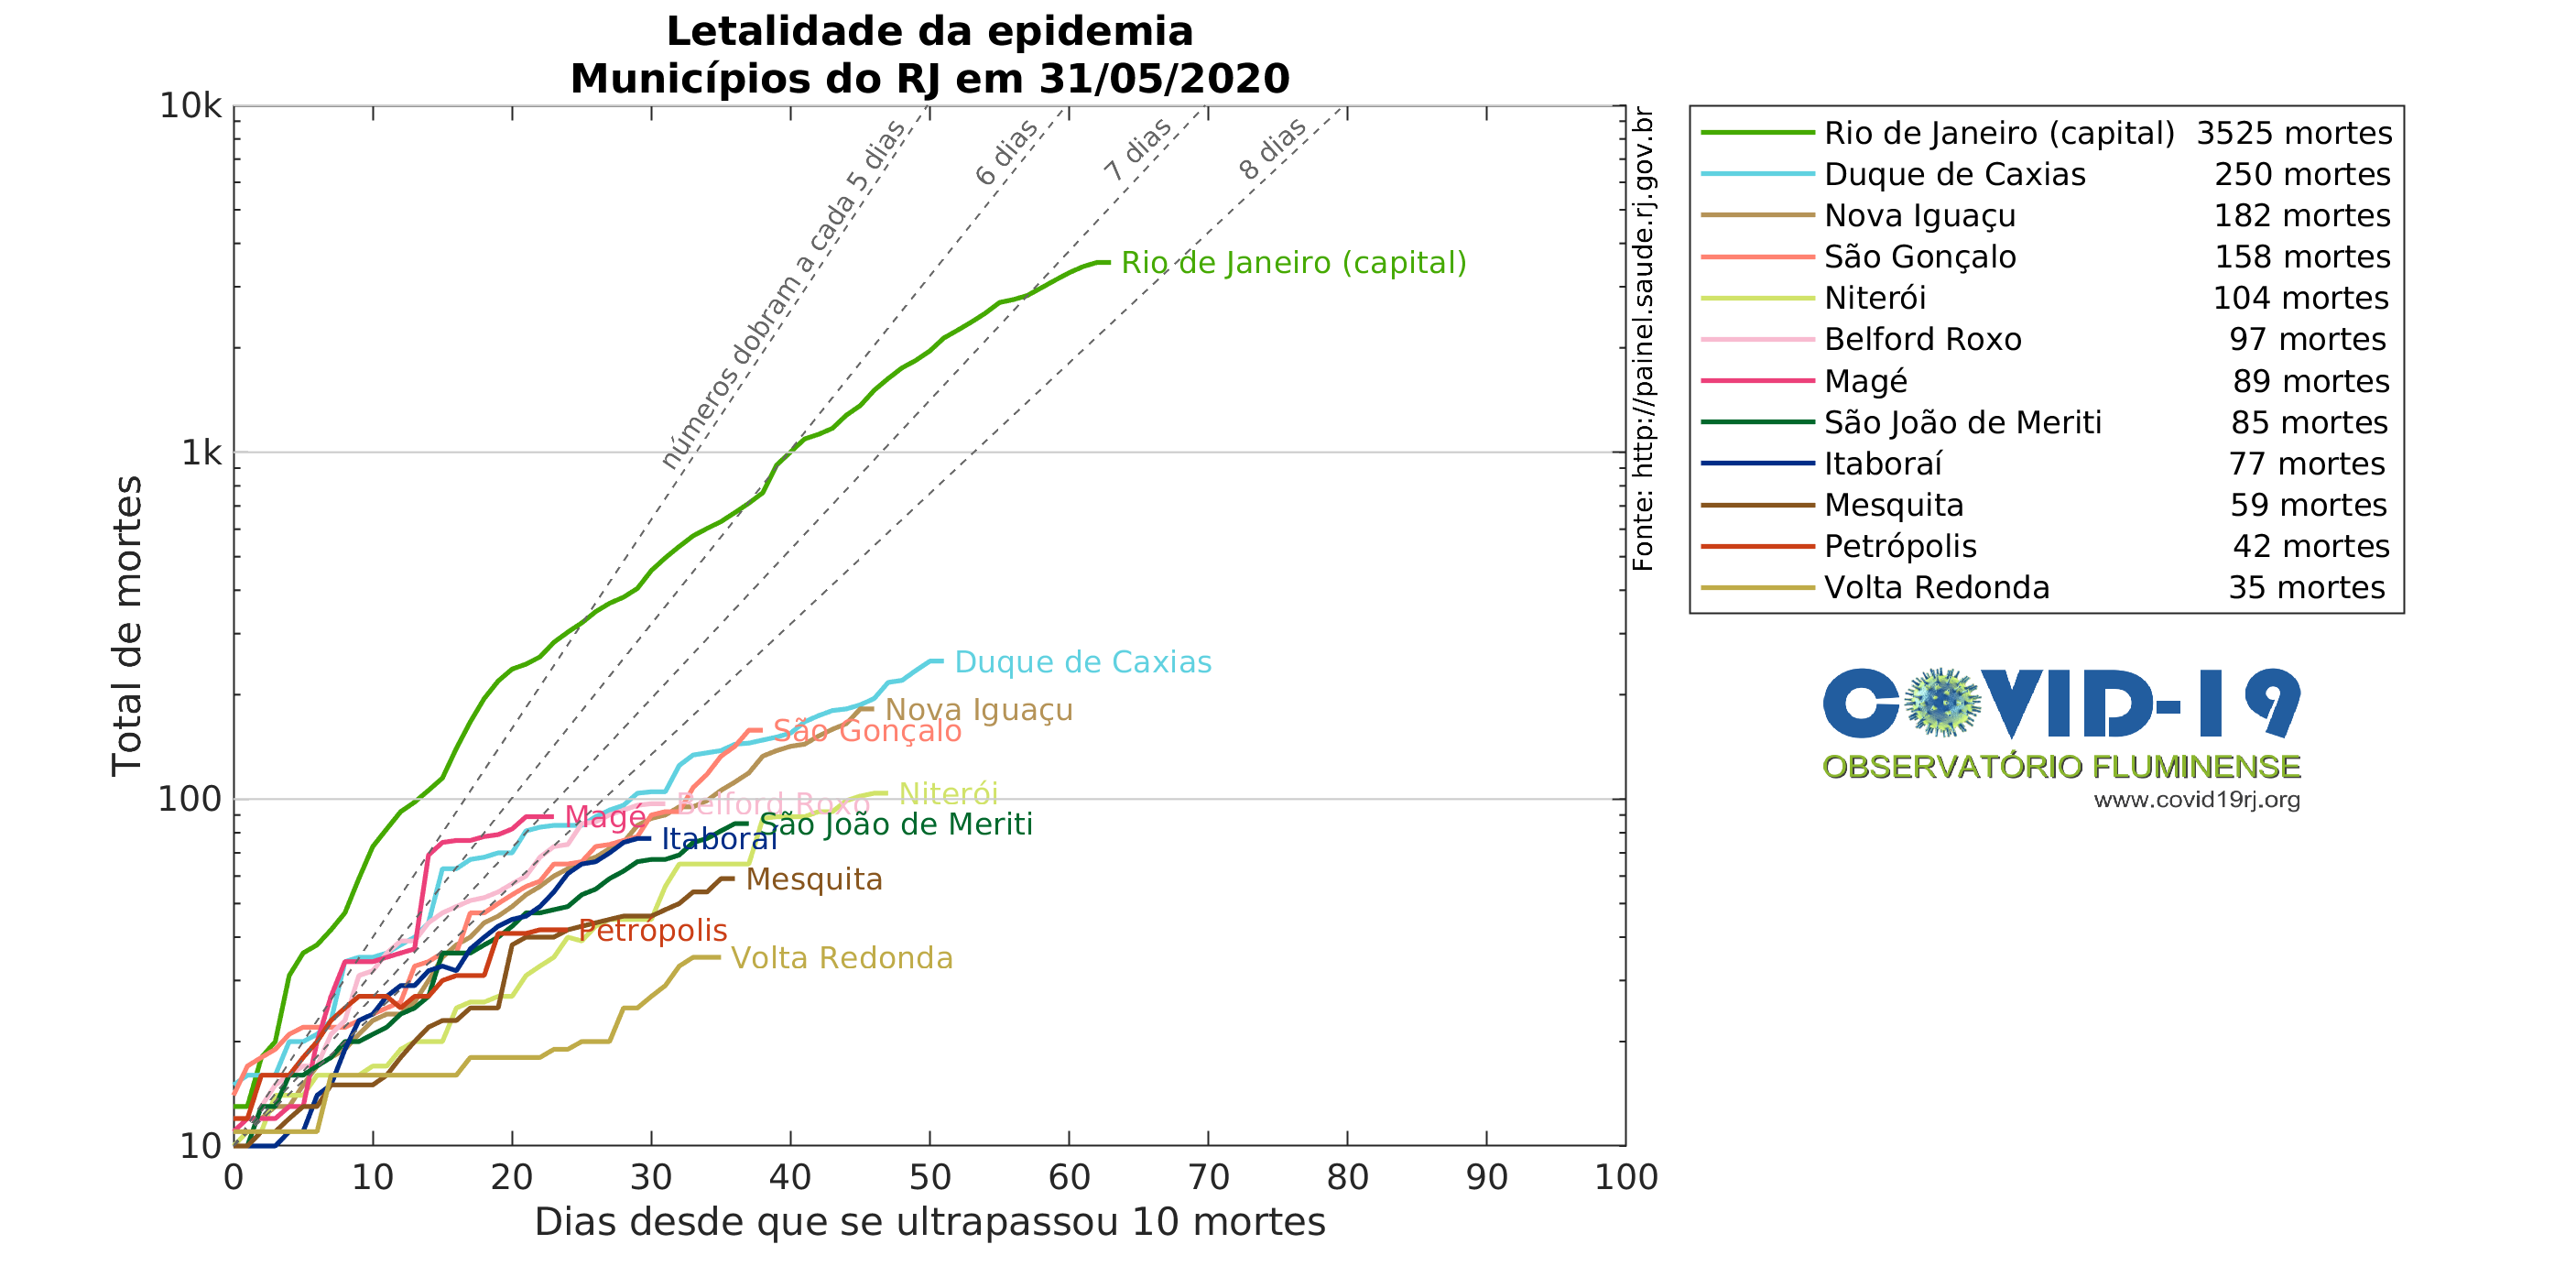 Letalidade da epidemia
Municípios do RJ em 31/05/2020
Total de mortes
10k
1k
100
10
0 10 20 30 40 50 60 70 80 90 100
Dias desde que se ultrapassou 10 mortes
números dobram a cada 5 dias
6 dias
7 dias
8 dias
Rio de Janeiro (capital)
Duque de Caxias
Nova Iguaçu
São Gonçalo
Niterói
Belford Roxo
Magé
São João de Meriti
Itaboraí
Mesquita
Petrópolis
Volta Redonda
Fonte: http://painel.saude.rj.gov.br
Rio de Janeiro (capital) 3525 mortes
Duque de Caxias 250 mortes
Nova Iguaçu 182 mortes
São Gonçalo 158 mortes
Niterói 104 mortes
Belford Roxo 97 mortes
Magé 89 mortes
São João de Meriti 85 mortes
Itaboraí 77 mortes
Mesquita 59 mortes
Petrópolis 42 mortes
Volta Redonda 35 mortes
COVID-19
OBSERVATÓRIO FLUMINENSE
www.covid19rj.org